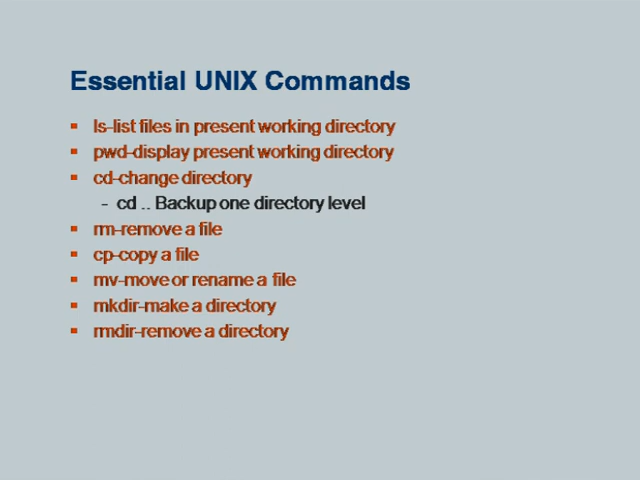 Essential UNIX Commands
▪ ls-list files in present working directory
▪ pwd-display present working directory
▪ cd-change directory
- cd .. Backup one directory level
▪ rm-remove a file
▪ cp-copy a file
▪ mv-move or rename a file
▪ mkdir-make a directory
▪ rmdir-remove a directory